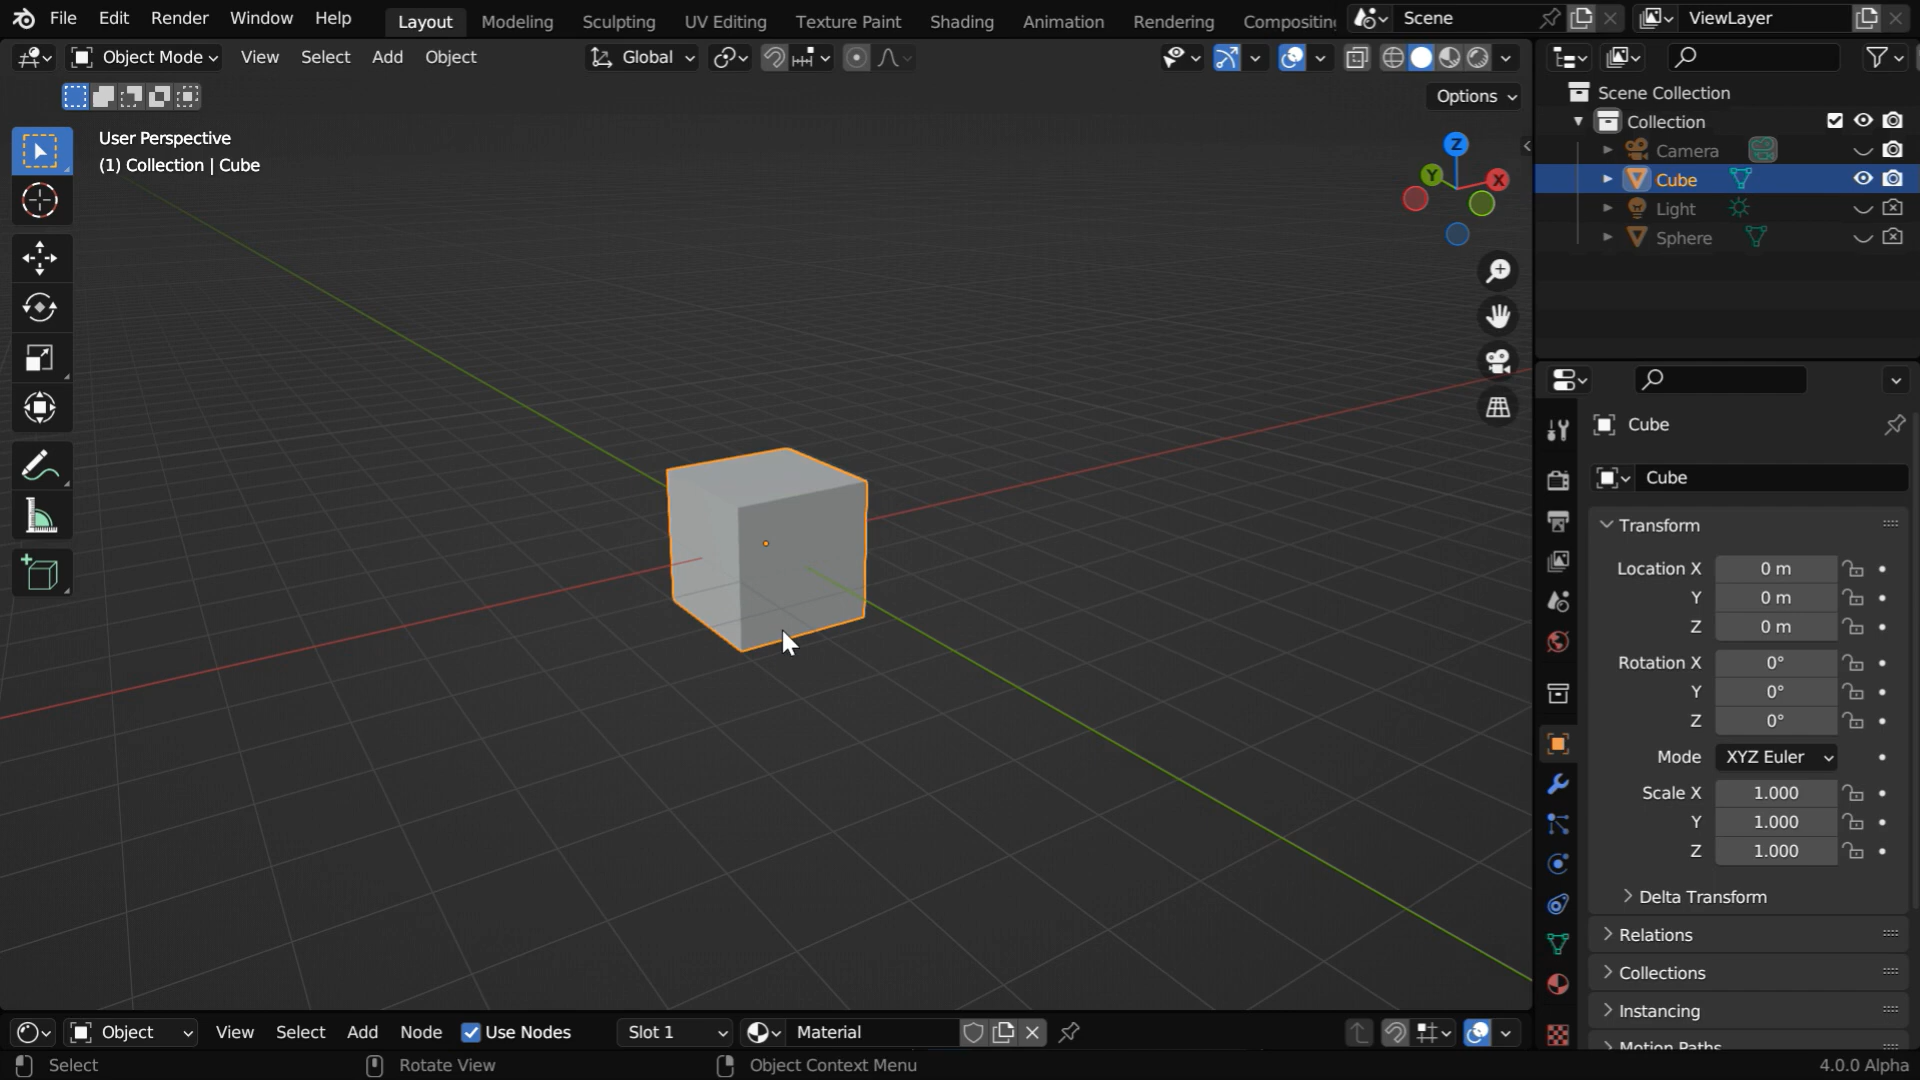 File Edit Render Window Help Layout Modeling Sculpting UV Editing Texture Paint Shading Animation Rendering Compositing Scene ViewLayer
Object Mode View Select Add Object Global
Options
User Perspective
(1) Collection | Cube
Z
Y
X
Scene Collection
Collection
Camera
Cube
Light
Sphere
Cube
Cube
Transform
Location X 0 m
Y 0 m
Z 0 m
Rotation X 0°
Y 0°
Z 0°
Mode XYZ Euler
Scale X 1.000
Y 1.000
Z 1.000
Delta Transform
Relations
Collections
Instancing
Motion Paths
Object View Select Add Node Use Nodes Slot 1 Material
Select Rotate View Object Context Menu 4.0.0 Alpha